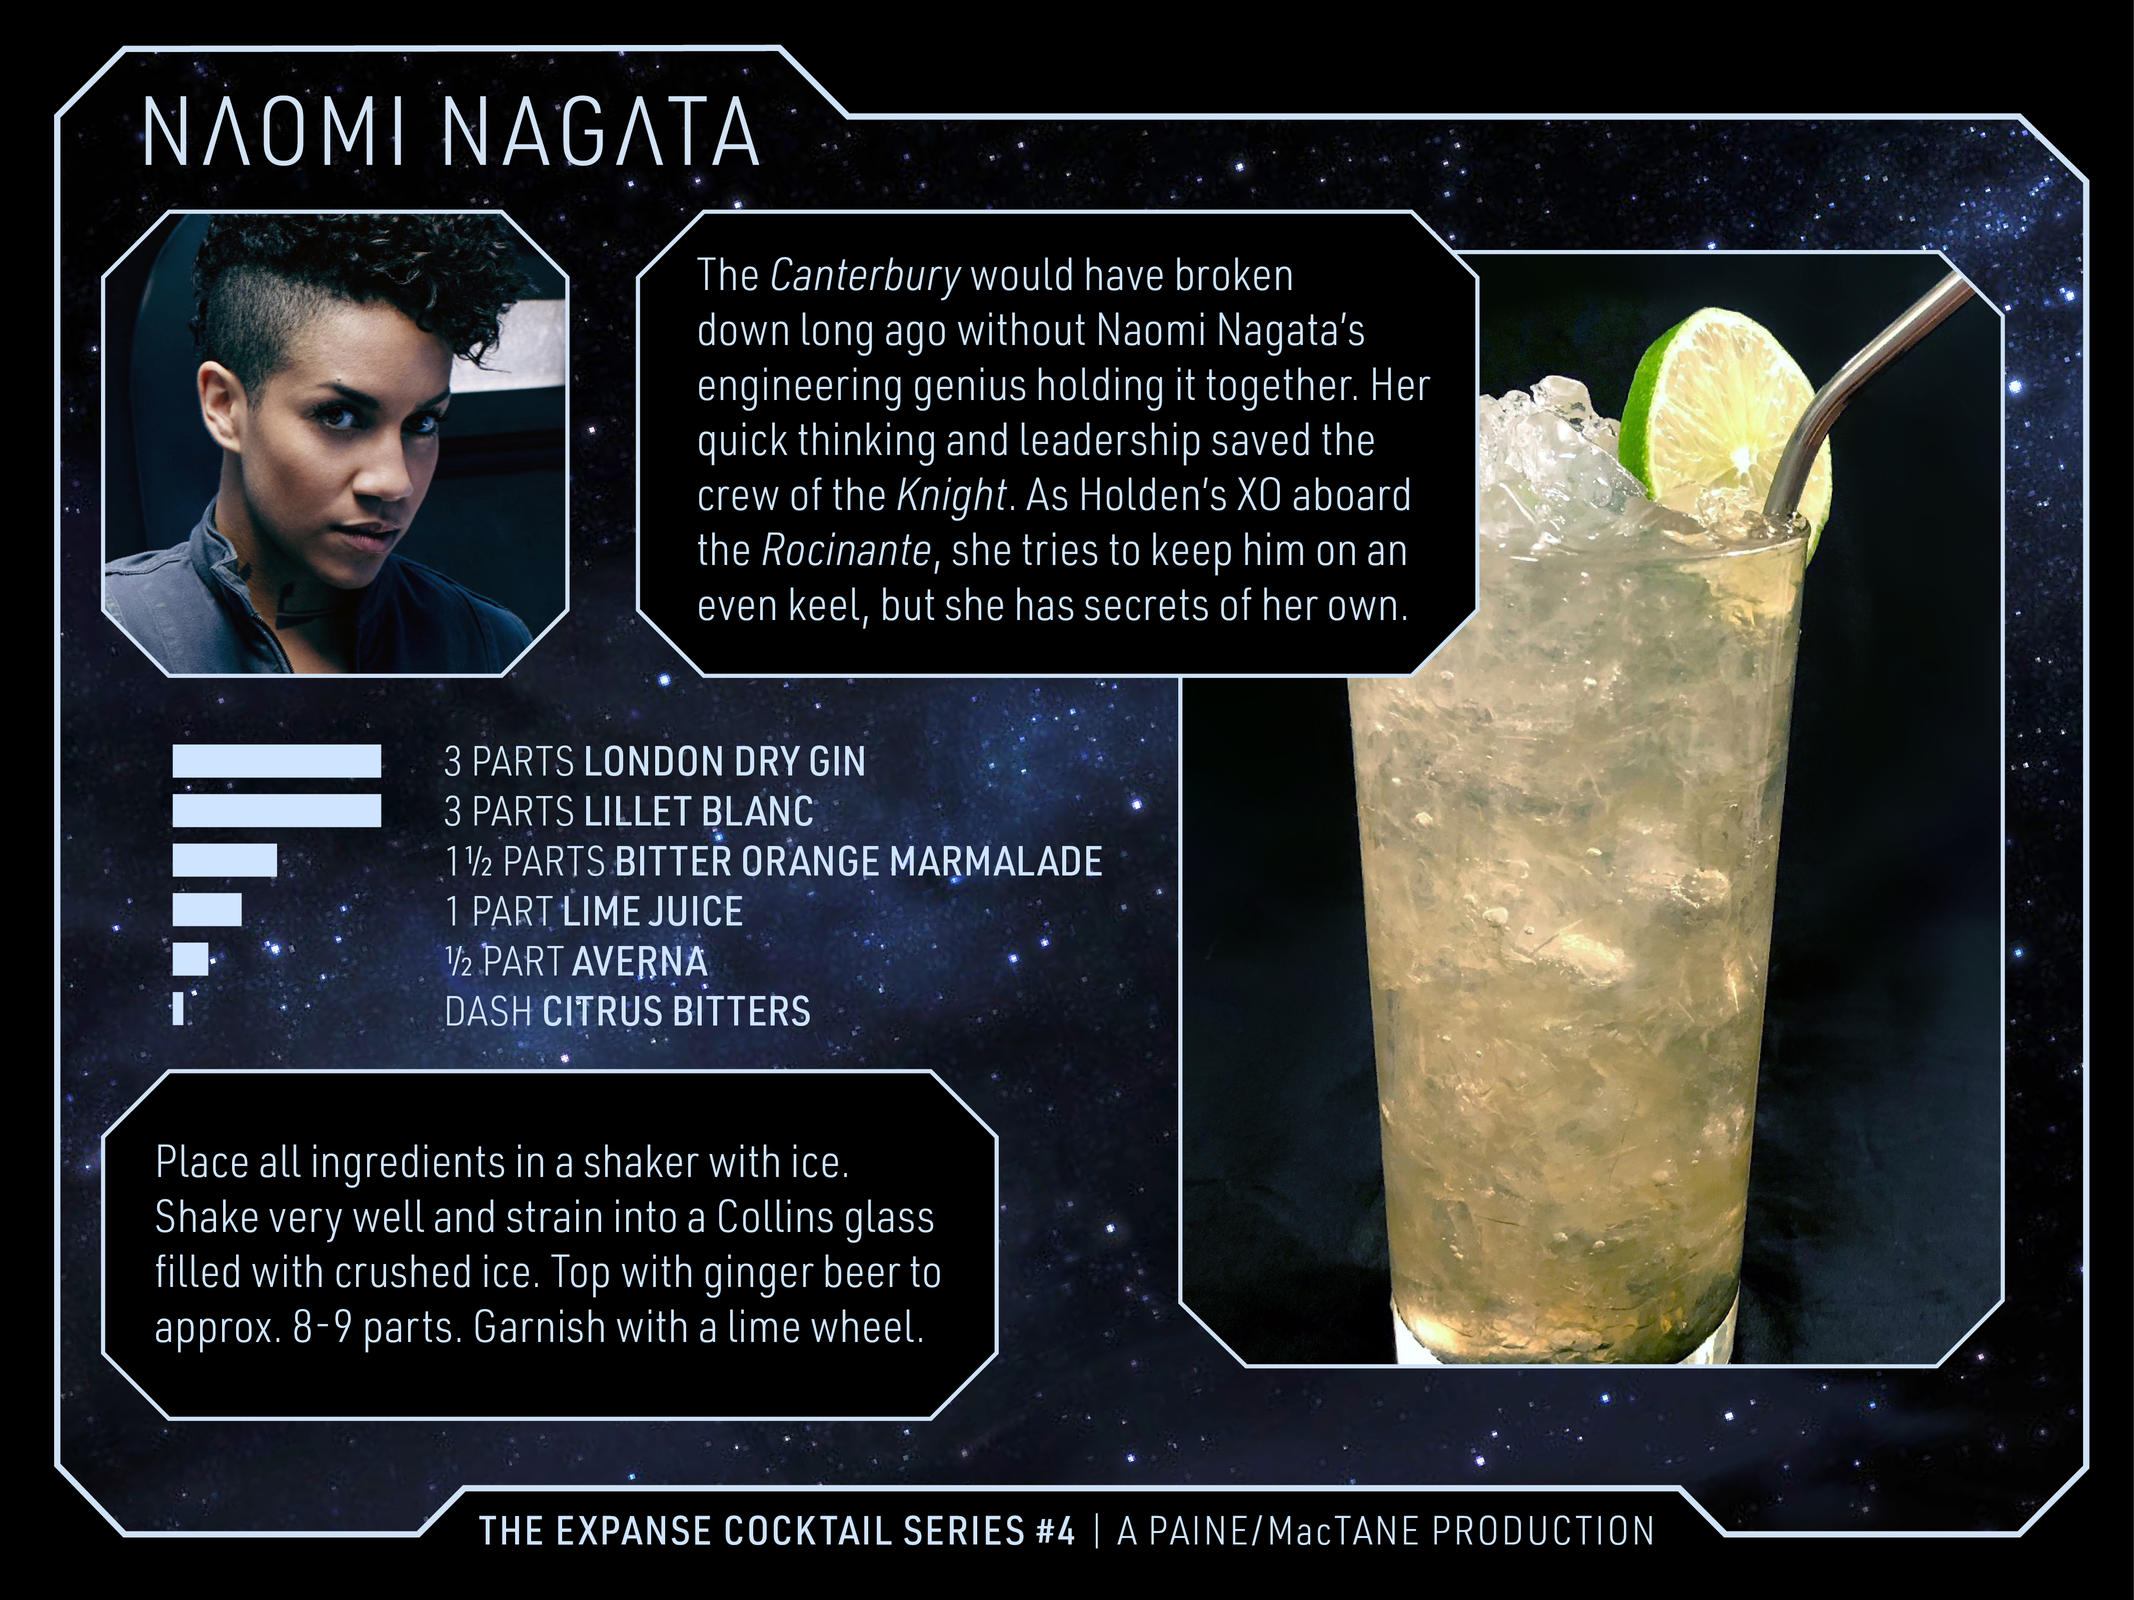 NAOMI NAGATA
The Canterbury would have broken
down long ago without Naomi Nagata's
engineering genius holding it together. Her
quick thinking and leadership saved the
crew of the Knight. As Holden's XO aboard
the Rocinante, she tries to keep him on an
even keel, but she has secrets of her own.
3 PARTS LONDON DRY GIN
3 PARTS LILLET BLANC
1½ PARTS BITTER ORANGE MARMALADE
1 PART LIME JUICE
½ PART AVERNA
DASH CITRUS BITTERS
Place all ingredients in a shaker with ice.
Shake very well and strain into a Collins glass
filled with crushed ice. Top with ginger beer to
approx. 8-9 parts. Garnish with a lime wheel.
THE EXPANSE COCKTAIL SERIES #4 | A PAINE/MacTANE PRODUCTION